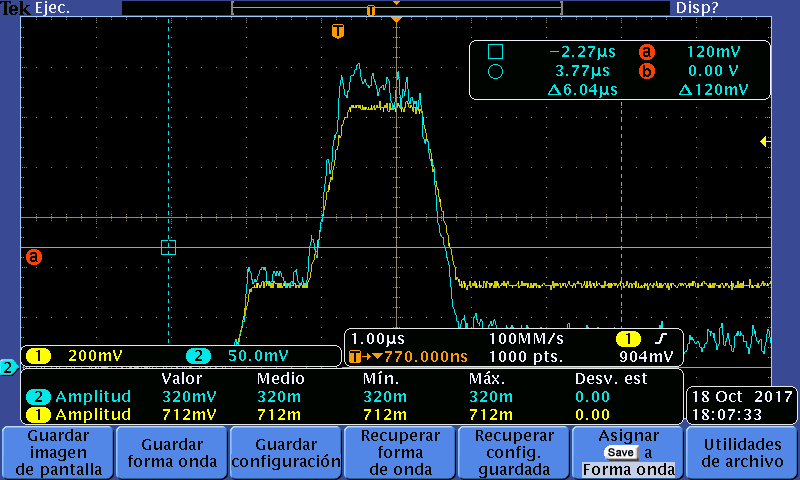 Tek Ejec. Disp?
T
T
−2.27µs a 120mV
3.77µs b 0.00 V
Δ6.04µs Δ120mV
a
2
1 200mV 2 50.0mV
1.00µs 100MM/s 1
T→▼770.000ns 1000 pts. 904mV
Valor Medio Mín. Máx. Desv. est
2 Amplitud 320mV 320m 320m 320m 0.00
1 Amplitud 712mV 712m 712m 712m 0.00
18 Oct 2017
18:07:33
Guardar
imagen
de pantalla
Guardar
forma onda
Guardar
configuración
Recuperar
forma
de onda
Recuperar
config.
guardada
Asignar
Save a
Forma onda
Utilidades
de archivo